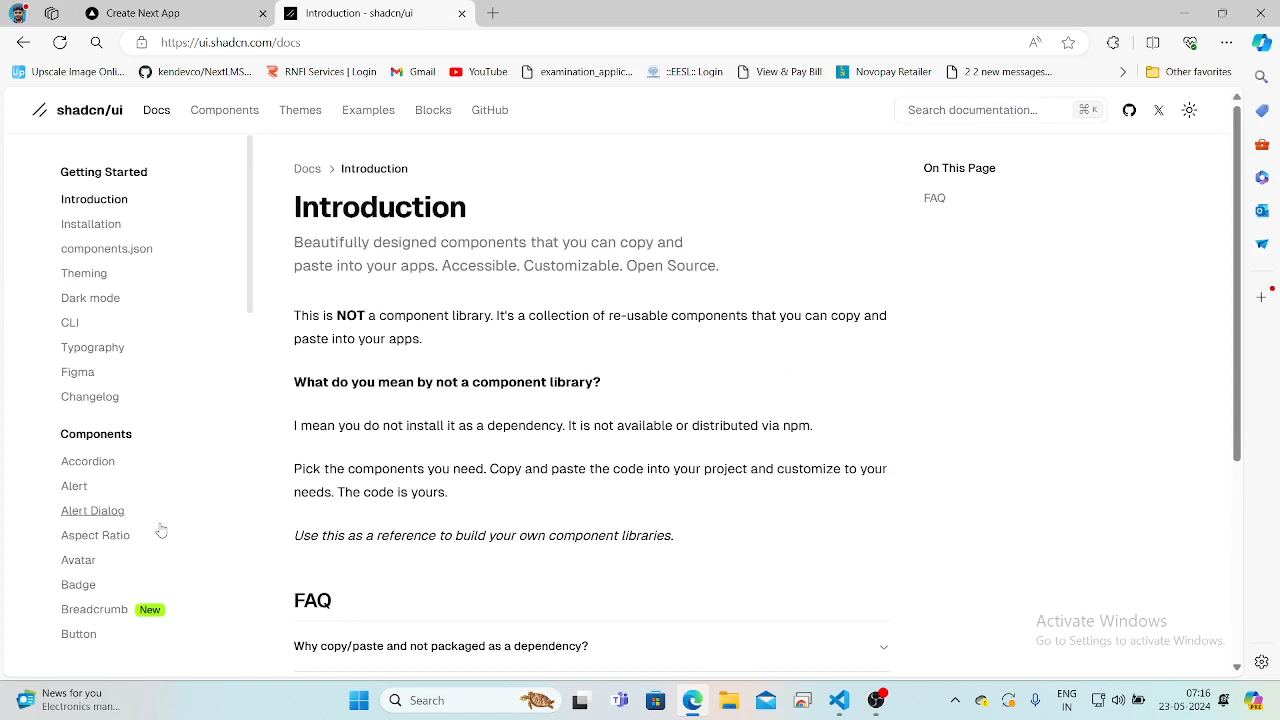 Create Next App
Introduction - shadcn/ui
https://ui.shadcn.com/docs
Upscale Image Onl...
kendevco/NextLMS...
RNFI Services | Login
Gmail
YouTube
examination_applic...
::EESL:: Login
View & Pay Bill
Novopay Retailer
2 2 new messages...
Other favorites
shadcn/ui
Docs
Components
Themes
Examples
Blocks
GitHub
Search documentation...
⌘ K
Getting Started
Introduction
Installation
components.json
Theming
Dark mode
CLI
Typography
Figma
Changelog
Components
Accordion
Alert
Alert Dialog
Aspect Ratio
Avatar
Badge
Breadcrumb New
Button
Docs > Introduction
Introduction
Beautifully designed components that you can copy and
paste into your apps. Accessible. Customizable. Open Source.
This is NOT a component library. It's a collection of re-usable components that you can copy and
paste into your apps.
What do you mean by not a component library?
I mean you do not install it as a dependency. It is not available or distributed via npm.
Pick the components you need. Copy and paste the code into your project and customize to your
needs. The code is yours.
Use this as a reference to build your own component libraries.
FAQ
Why copy/paste and not packaged as a dependency?
On This Page
FAQ
Activate Windows
Go to Settings to activate Windows.
News for you
Electronics man...
Search
ENG
IN
07:16
23-05-2024